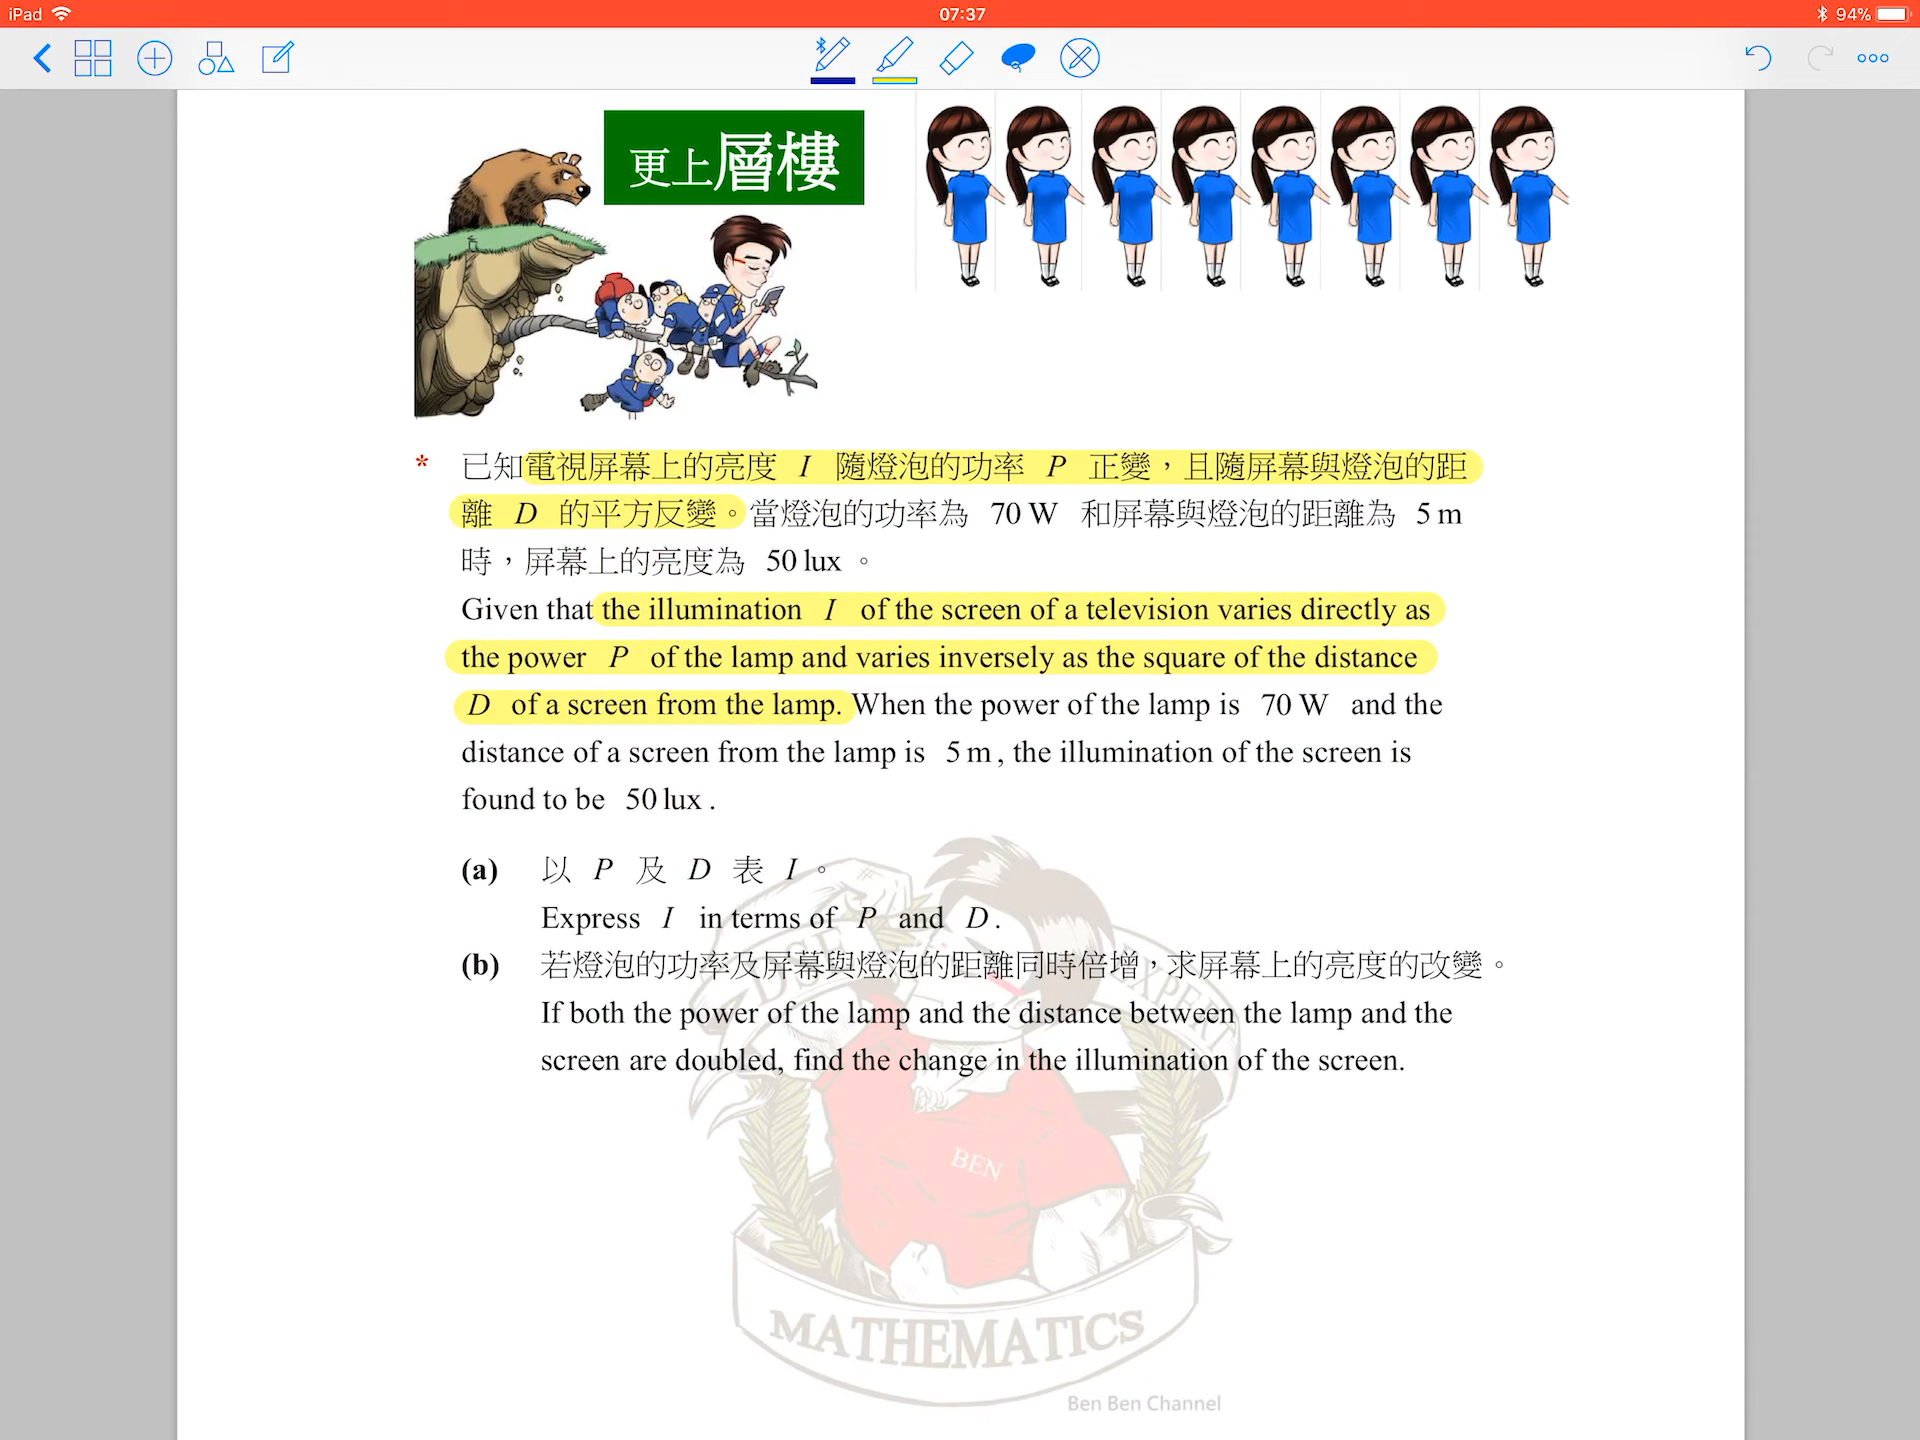 iPad
07:37
94%
更上層樓
* 已知電視屏幕上的亮度 I 隨燈泡的功率 P 正變，且隨屏幕與燈泡的距
離 D 的平方反變。當燈泡的功率為 70 W 和屏幕與燈泡的距離為 5 m
時，屏幕上的亮度為 50 lux 。
Given that the illumination I of the screen of a television varies directly as
the power P of the lamp and varies inversely as the square of the distance
D of a screen from the lamp. When the power of the lamp is 70 W and the
distance of a screen from the lamp is 5 m , the illumination of the screen is
found to be 50 lux .
(a) 以 P 及 D 表 I 。
Express I in terms of P and D .
(b) 若燈泡的功率及屏幕與燈泡的距離同時倍增，求屏幕上的亮度的改變。
If both the power of the lamp and the distance between the lamp and the
screen are doubled, find the change in the illumination of the screen.
DSE EXPERT
BEN
MATHEMATICS
Ben Ben Channel